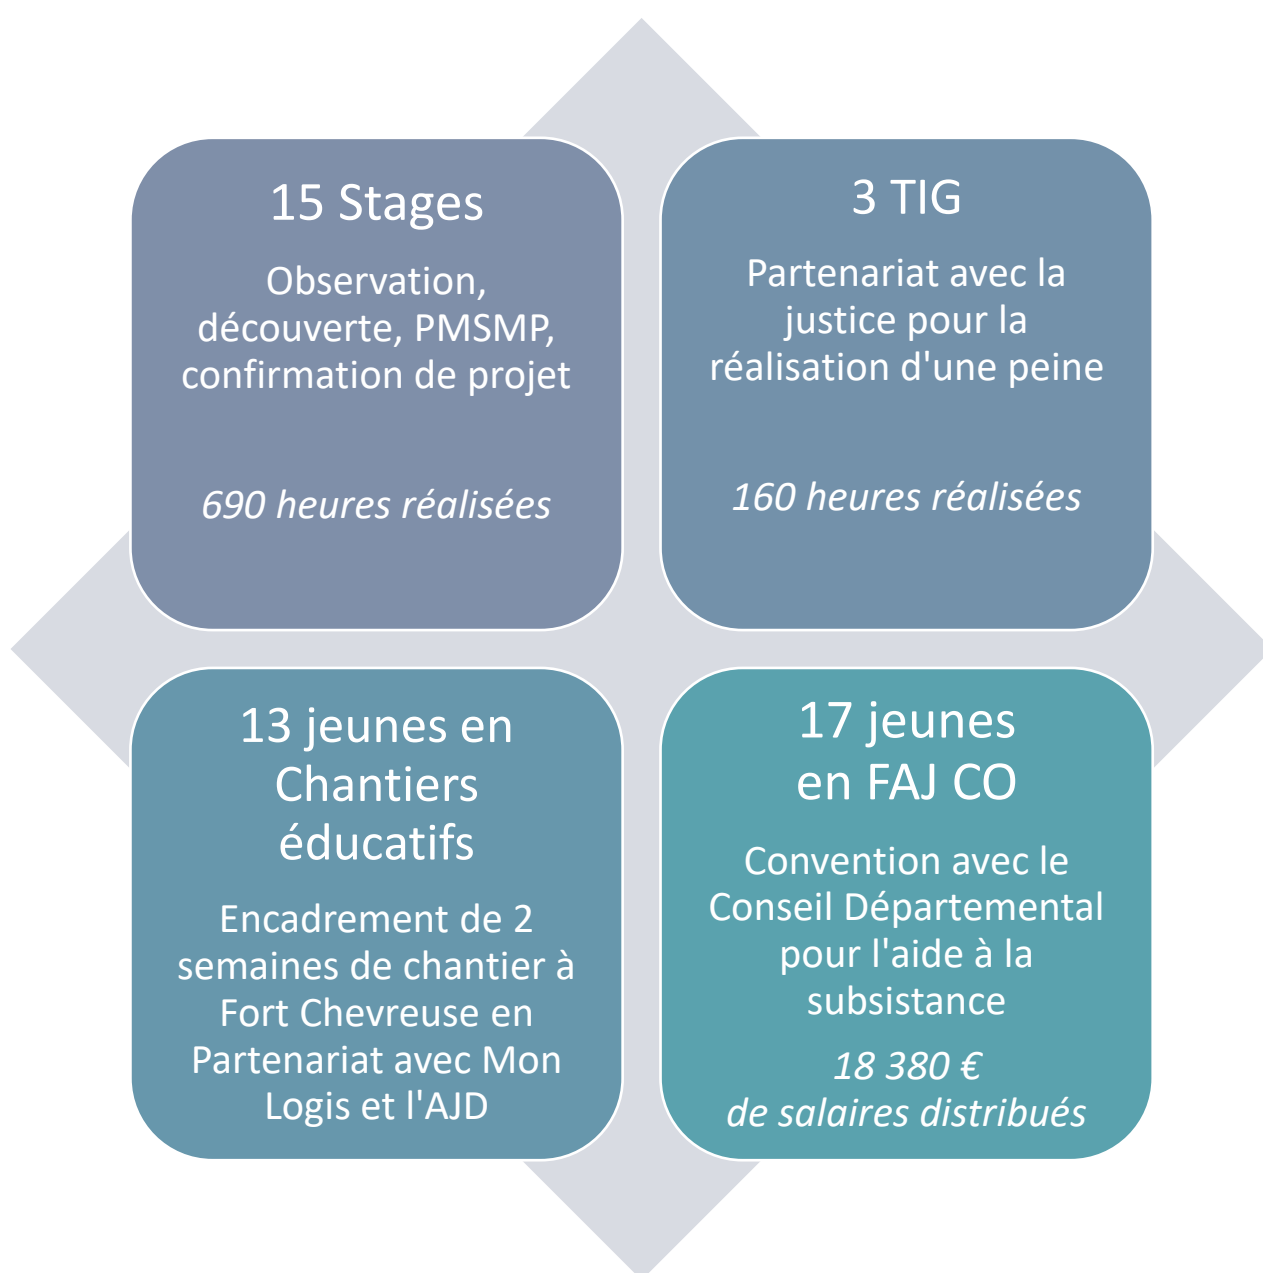 15 Stages
Observation,
découverte, PMSMP,
confirmation de projet
690 heures réalisées
3 TIG
Partenariat avec la
justice pour la
réalisation d'une peine
160 heures réalisées
13 jeunes en
Chantiers
éducatifs
Encadrement de 2
semaines de chantier à
Fort Chevreuse en
Partenariat avec Mon
Logis et l'AJD
17 jeunes
en FAJ CO
Convention avec le
Conseil Départemental
pour l'aide à la
subsistance
18 380 €
de salaires distribués